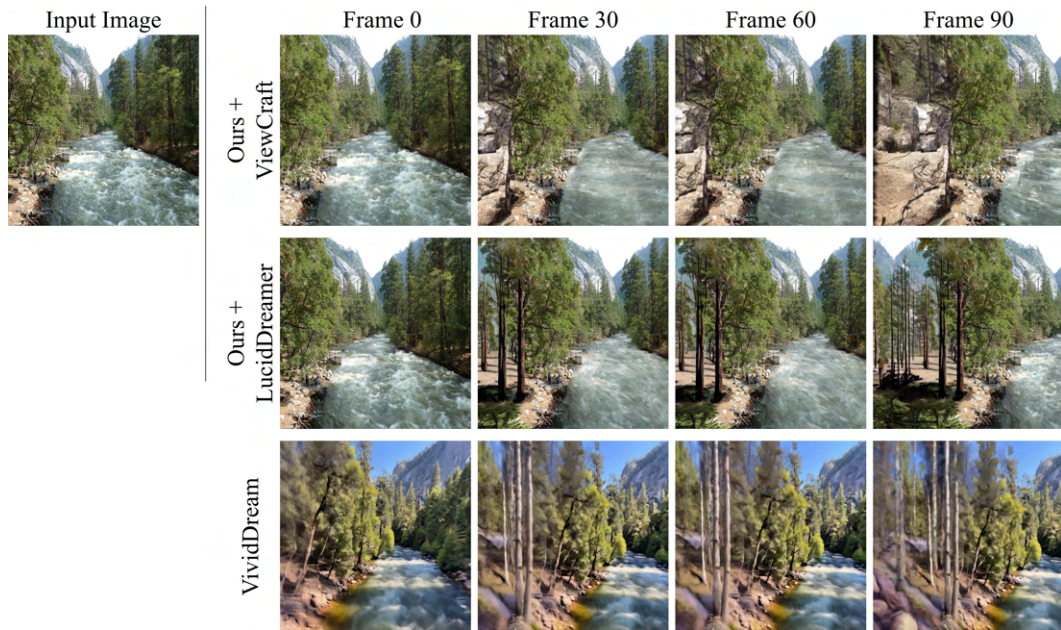 Input Image
Frame 0
Frame 30
Frame 60
Frame 90
Ours +
ViewCraft
Ours +
LucidDreamer
VividDream